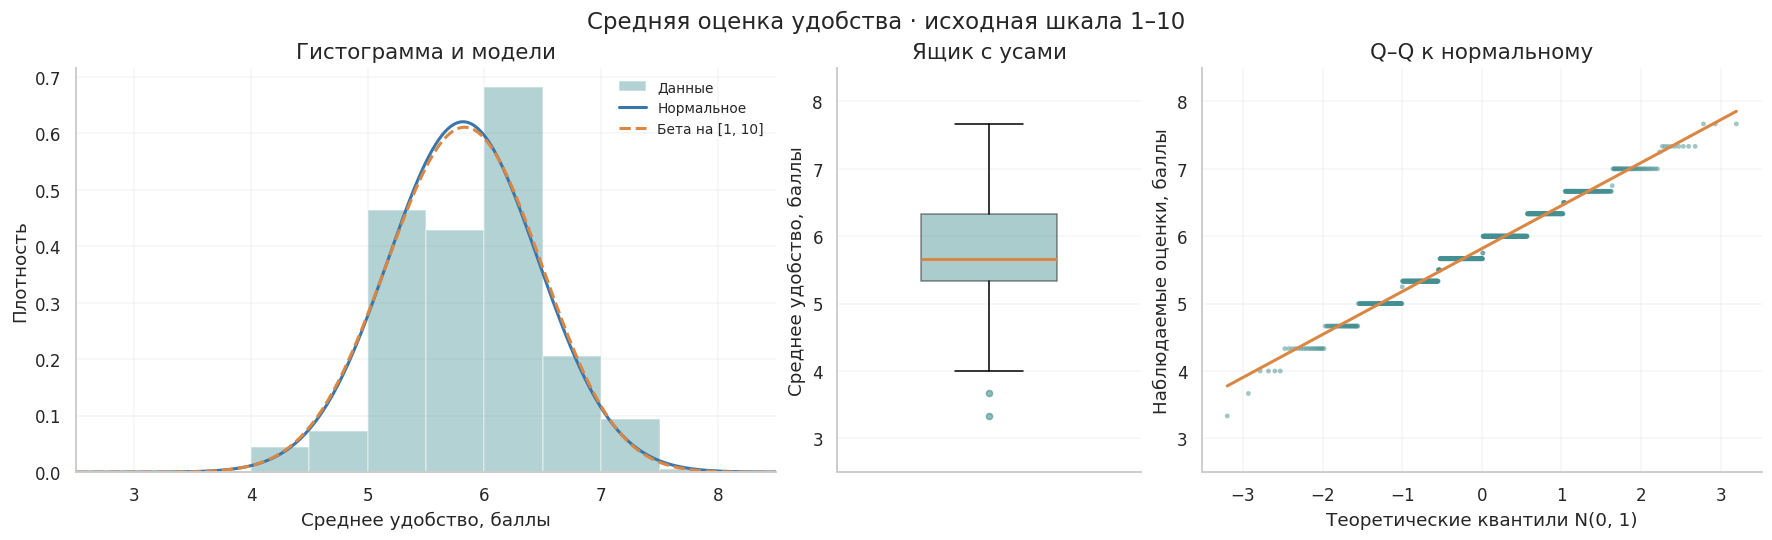 Средняя оценка удобства · исходная шкала 1–10
Гистограмма и модели
Плотность
0.7
0.6
0.5
0.4
0.3
0.2
0.1
0.0
Данные
Нормальное
Бета на [1, 10]
3 4 5 6 7 8
Среднее удобство, баллы
Ящик с усами
Среднее удобство, баллы
8
7
6
5
4
3
Q–Q к нормальному
Наблюдаемые оценки, баллы
8
7
6
5
4
3
−3 −2 −1 0 1 2 3
Теоретические квантили N(0, 1)